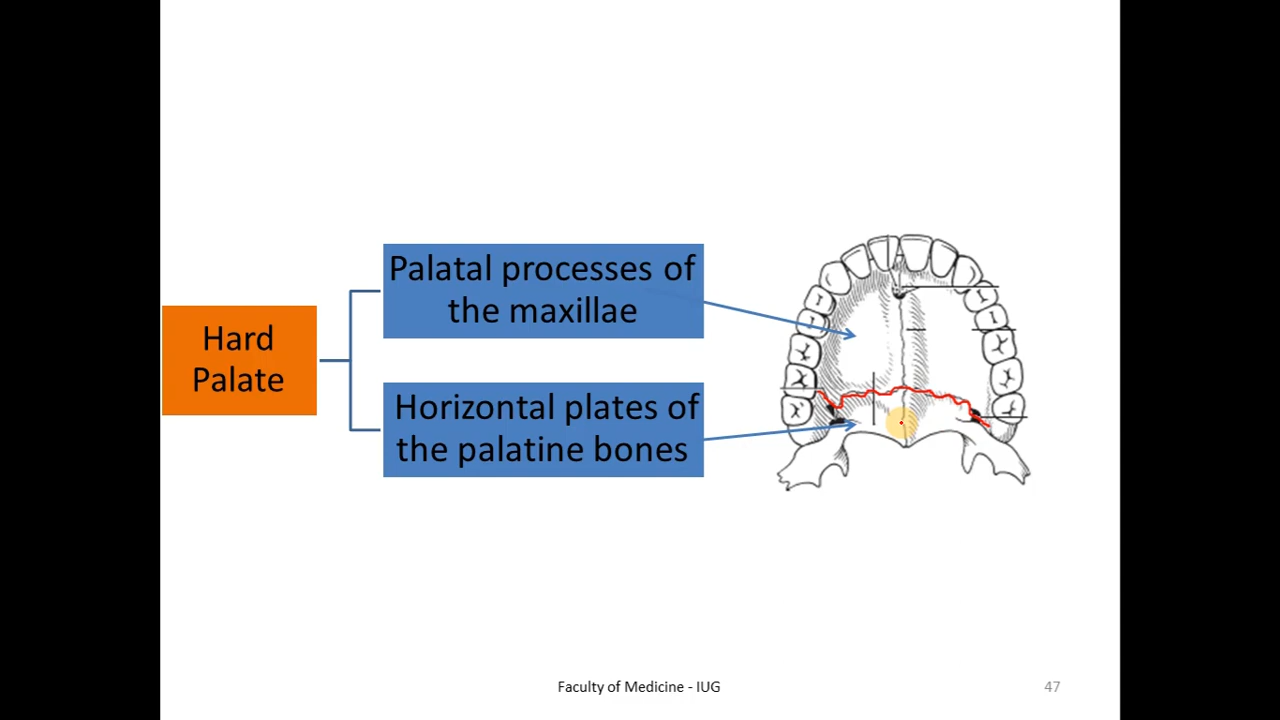 Hard
Palate
Palatal processes of
the maxillae
Horizontal plates of
the palatine bones
Faculty of Medicine - IUG
47